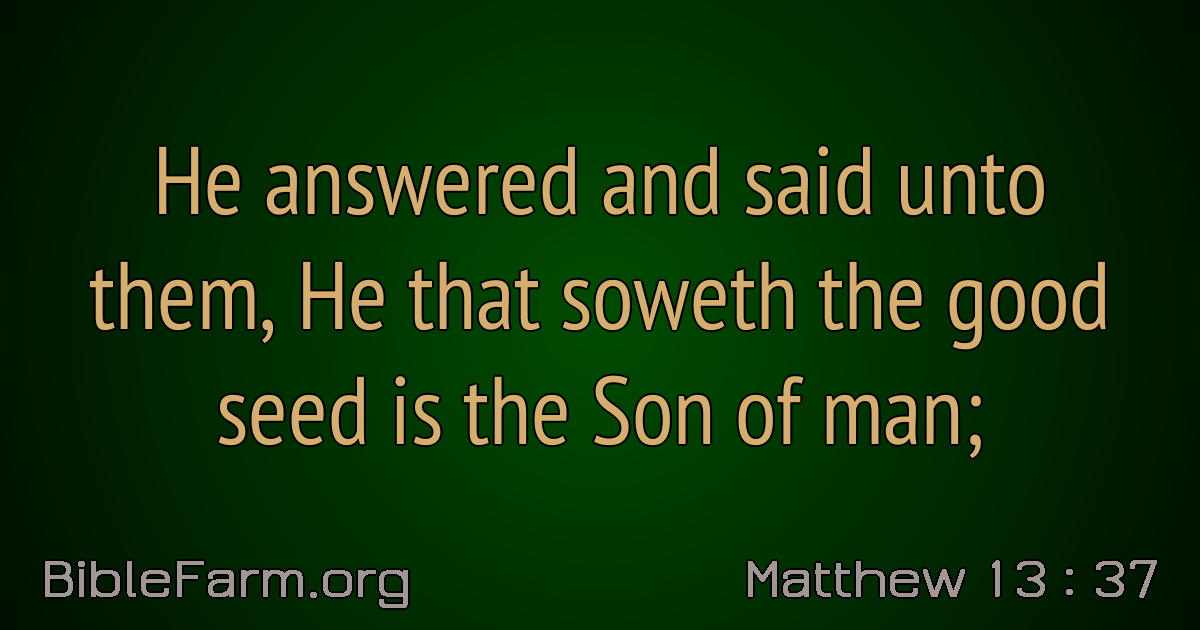 He answered and said unto
them, He that soweth the good
seed is the Son of man;
BibleFarm.org
Matthew 13 : 37